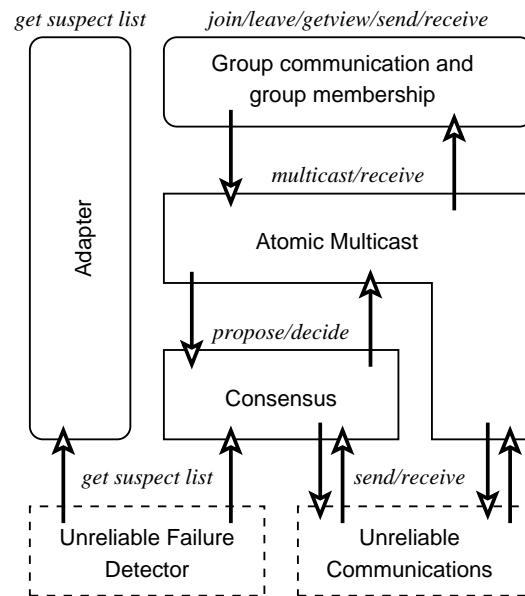 get suspect list
join/leave/getview/send/receive
Group communication and
group membership
multicast/receive
Adapter
Atomic Multicast
propose/decide
Consensus
get suspect list
send/receive
Unreliable Failure
Detector
Unreliable
Communications